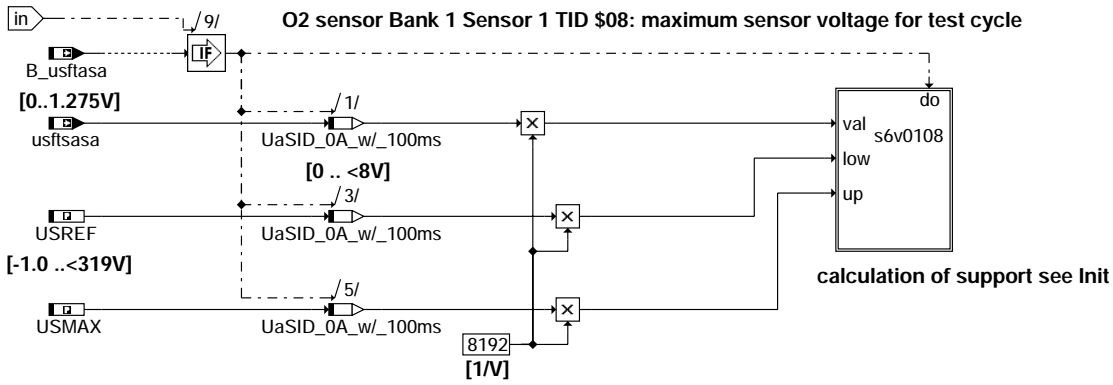 in
/9/
O2 sensor Bank 1 Sensor 1 TID $08: maximum sensor voltage for test cycle
IF
B_usftasa
[0..1.275V]
do
/1/
s6v0108
val
usftsasa
UaSID_0A_w/_100ms
low
[0 .. <8V]
up
/3/
USREF
UaSID_0A_w/_100ms
[-1.0 ..<319V]
calculation of support see Init
/5/
USMAX
UaSID_0A_w/_100ms
8192
[1/V]